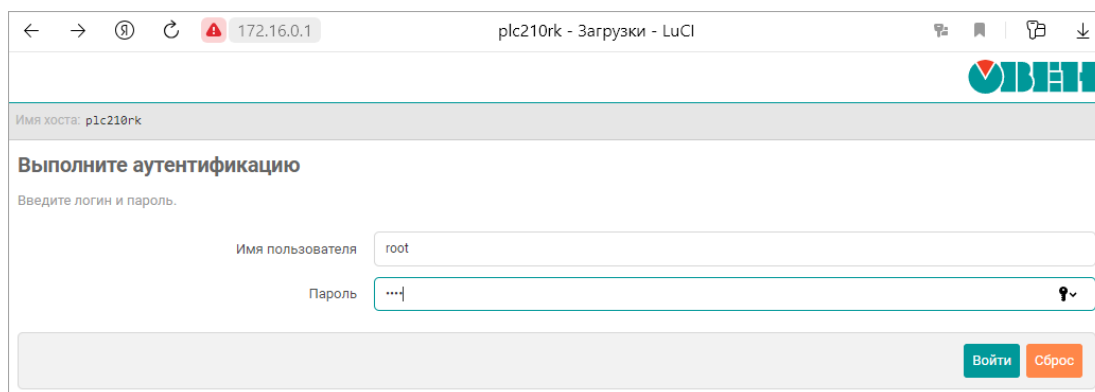 172.16.0.1 plc210rk - Загрузки - LuCI
ОВЕН
Имя хоста: plc210rk
Выполните аутентификацию
Введите логин и пароль.
Имя пользователя root
Пароль ••••
Войти Сброс